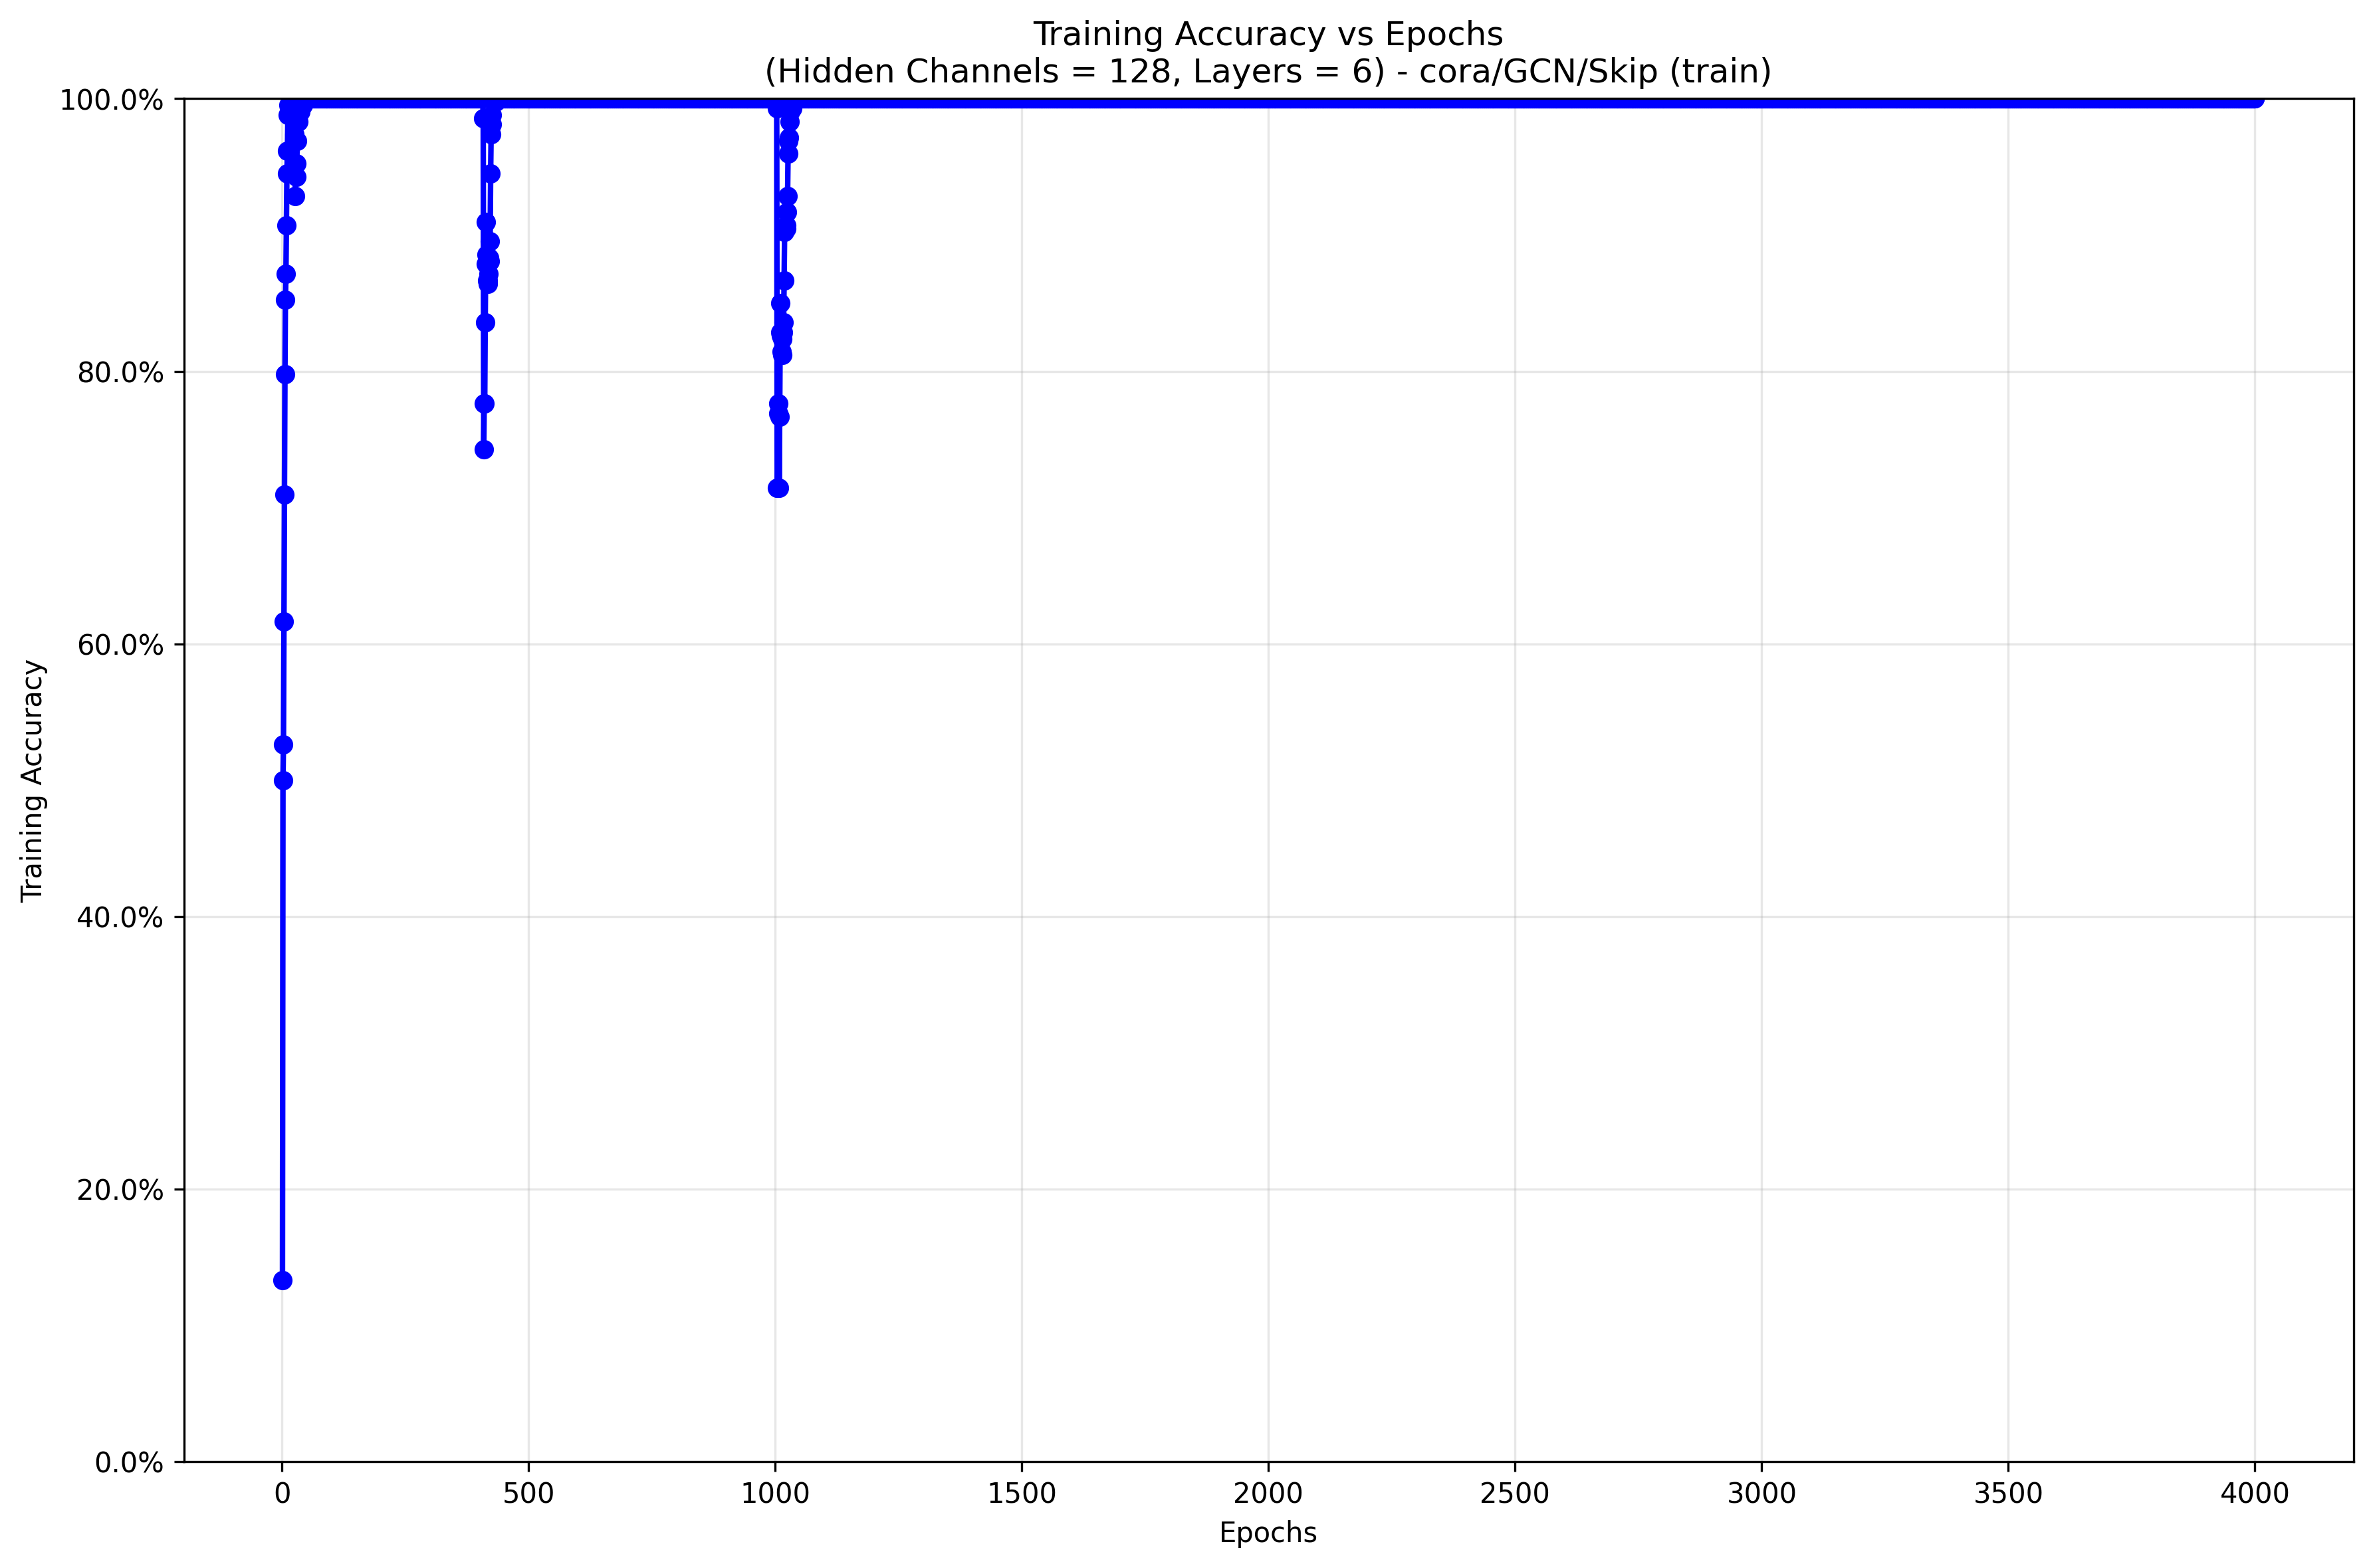 Training Accuracy vs Epochs
(Hidden Channels = 128, Layers = 6) - cora/GCN/Skip (train)
100.0%
80.0%
60.0%
40.0%
20.0%
0.0%
Training Accuracy
0 500 1000 1500 2000 2500 3000 3500 4000
Epochs